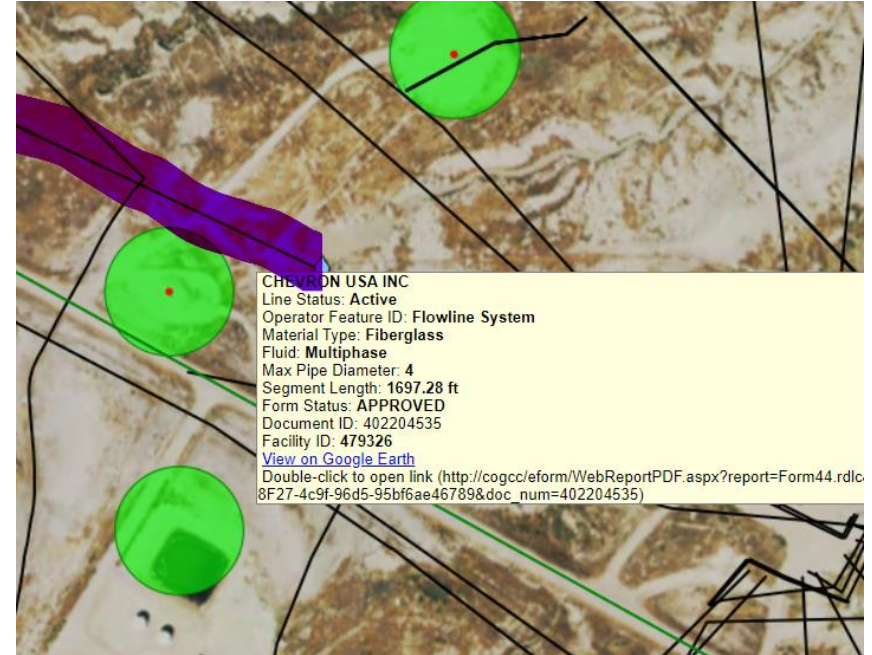 CHEVRON USA INC
Line Status: Active
Operator Feature ID: Flowline System
Material Type: Fiberglass
Fluid: Multiphase
Max Pipe Diameter: 4
Segment Length: 1697.28 ft
Form Status: APPROVED
Document ID: 402204535
Facility ID: 479326
View on Google Earth
Double-click to open link (http://cogcc/eform/WebReportPDF.aspx?report=Form44.rdlc
8F27-4c9f-96d5-95bf6ae46789&doc_num=402204535)